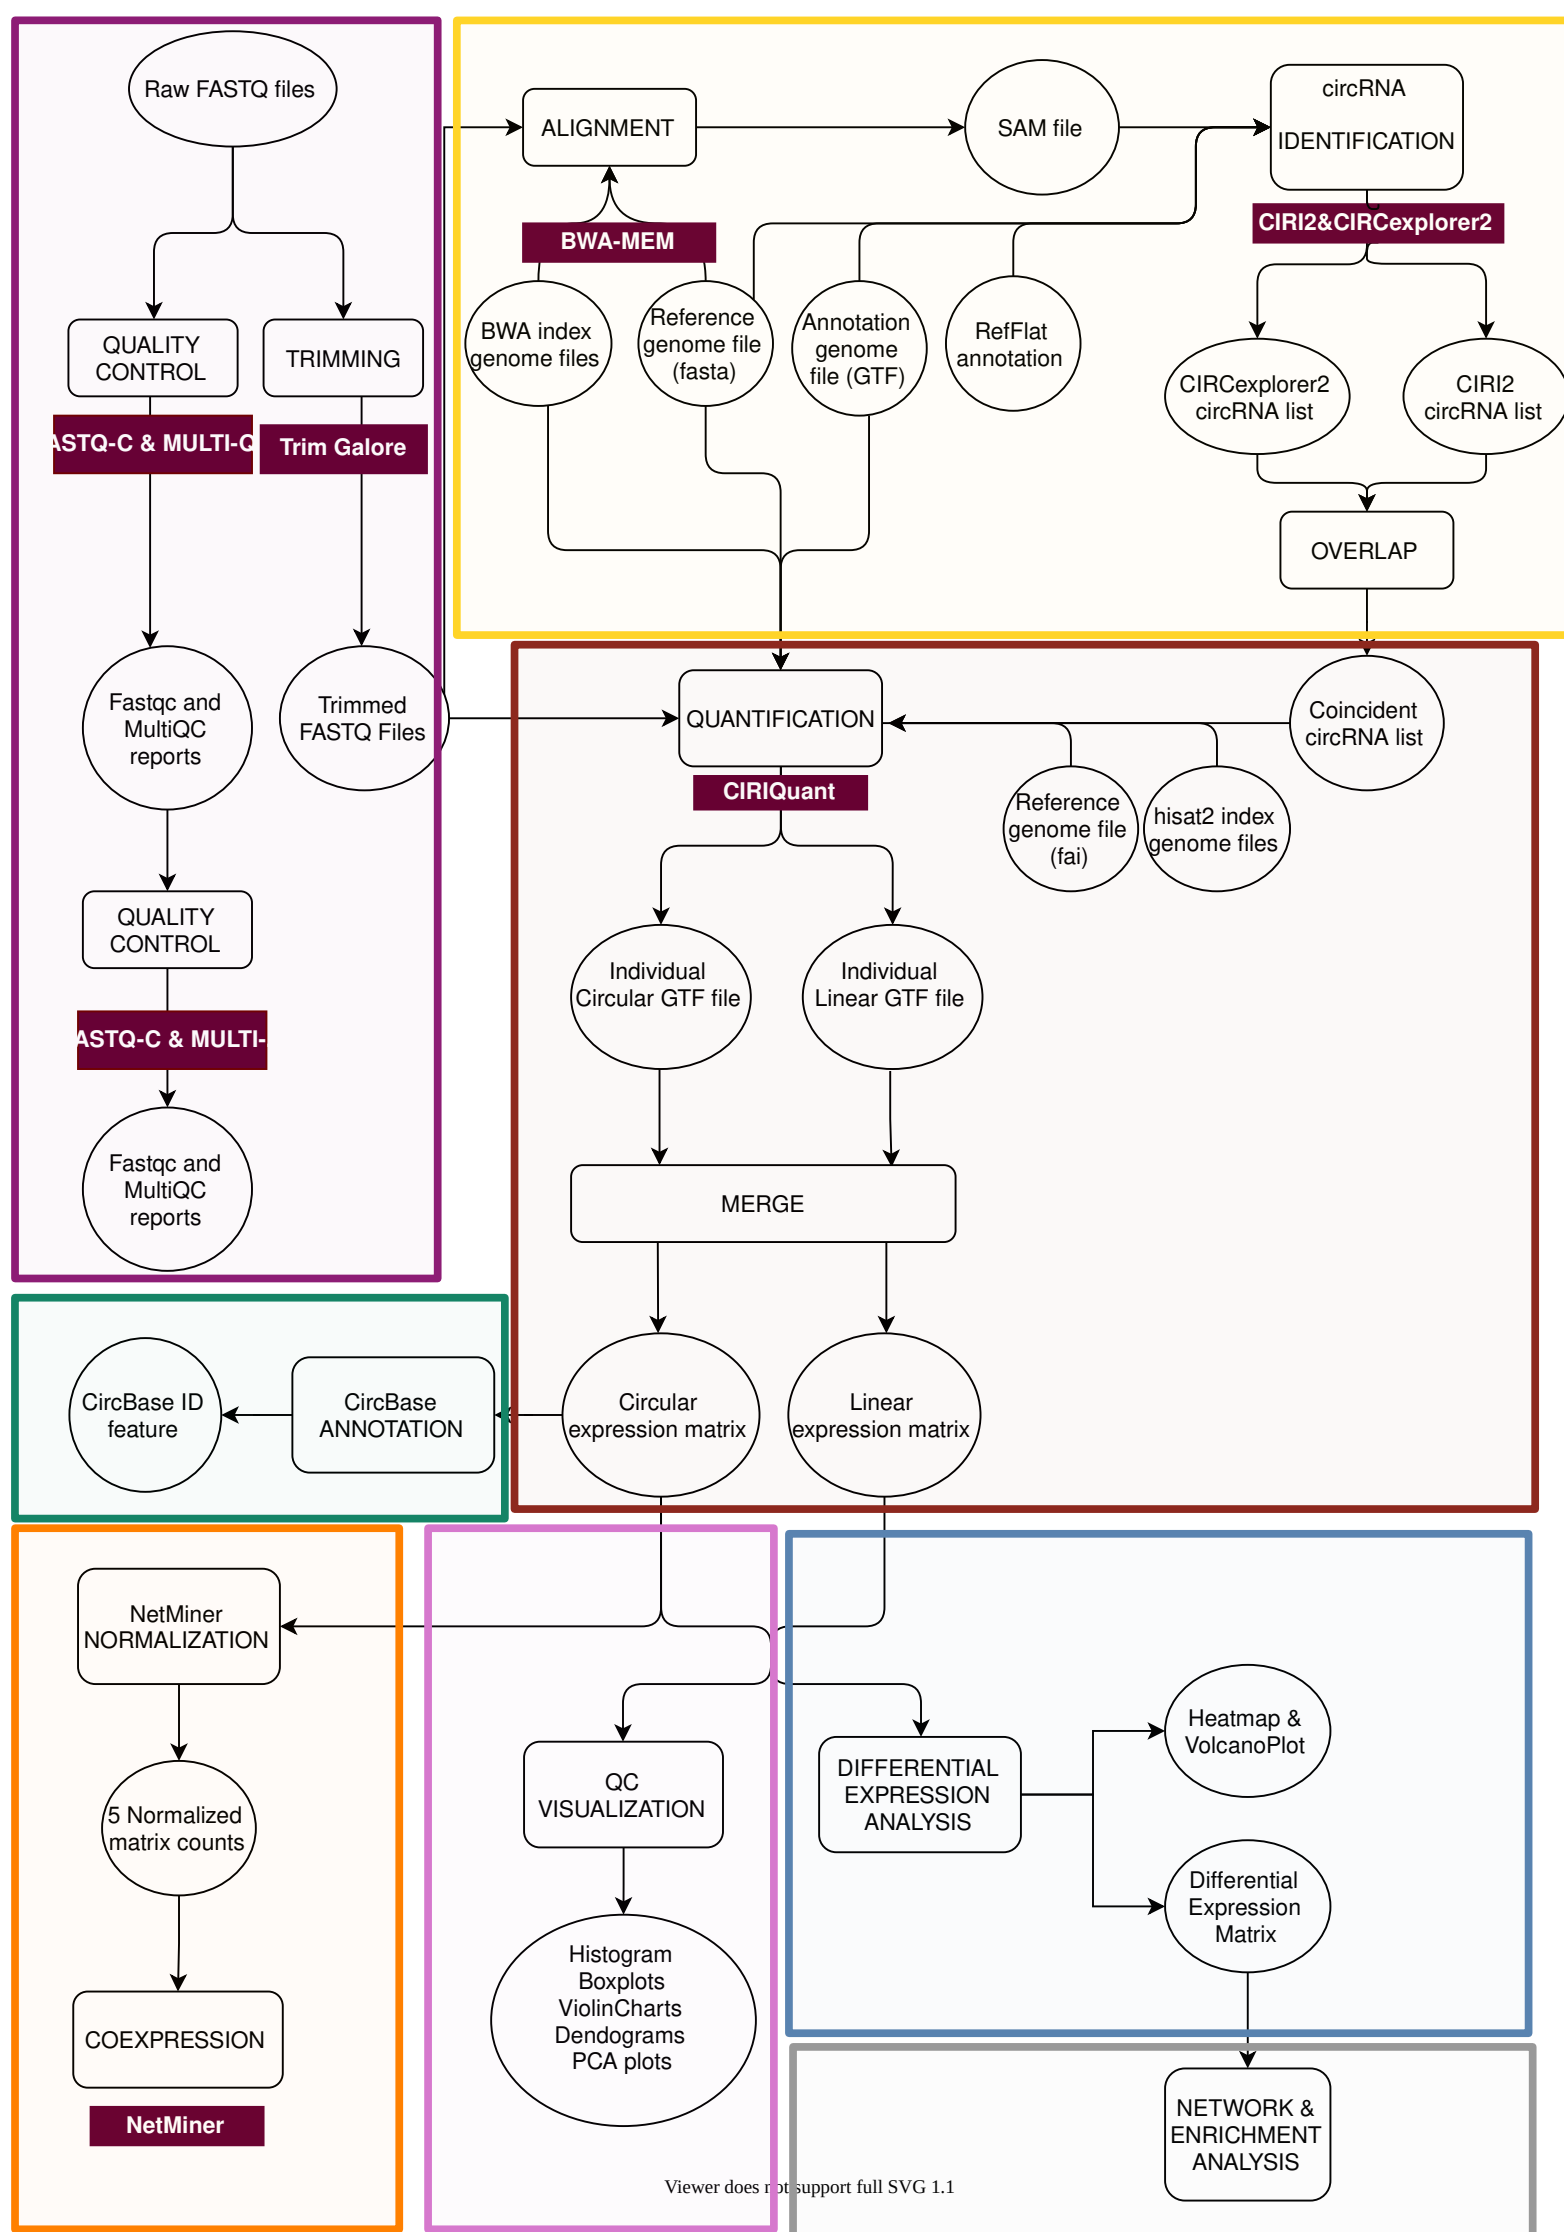 Raw FASTQ files
QUALITY
CONTROL
TRIMMING
ASTQ-C & MULTI-Q
Trim Galore
Fastqc and
MultiQC
reports
Trimmed
FASTQ Files
QUALITY
CONTROL
ASTQ-C & MULTI-
Fastqc and
MultiQC
reports
ALIGNMENT
SAM file
circRNA
IDENTIFICATION
BWA-MEM
CIRI2&CIRCexplorer2
BWA index
genome files
Reference
genome file
(fasta)
Annotation
genome
file (GTF)
RefFlat
annotation
CIRCexplorer2
circRNA list
CIRI2
circRNA list
OVERLAP
QUANTIFICATION
Coincident
circRNA list
CIRIQuant
Reference
genome file
(fai)
hisat2 index
genome files
Individual
Circular GTF file
Individual
Linear GTF file
MERGE
Circular
expression matrix
Linear
expression matrix
CircBase ID
feature
CircBase
ANNOTATION
NetMiner
NORMALIZATION
5 Normalized
matrix counts
COEXPRESSION
NetMiner
QC
VISUALIZATION
Histogram
Boxplots
ViolinCharts
Dendograms
PCA plots
DIFFERENTIAL
EXPRESSION
ANALYSIS
Heatmap &
VolcanoPlot
Differential
Expression
Matrix
NETWORK &
ENRICHMENT
ANALYSIS
Viewer does not support full SVG 1.1